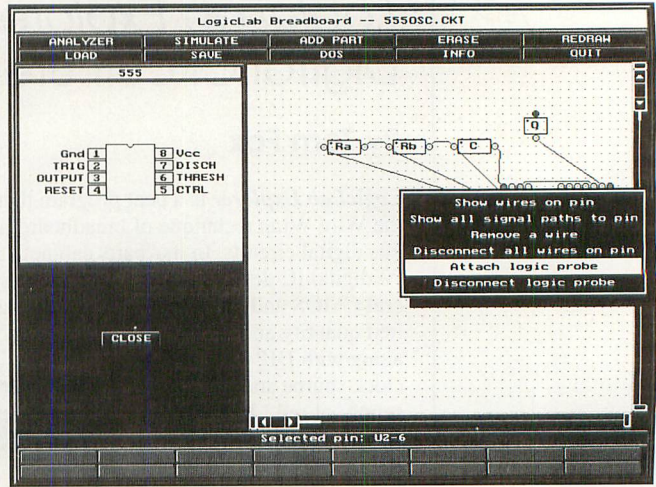 LogicLab Breadboard -- 555OSC.CKT
ANALYZER SIMULATE ADD PART ERASE REDRAW
LOAD SAVE DOS INFO QUIT
555
Gnd 1 8 Vcc
TRIG 2 7 DISCH
OUTPUT 3 6 THRESH
RESET 4 5 CTRL
CLOSE
Q
Ra Rb C
Show wires on pin
Show all signal paths to pin
Remove a wire
Disconnect all wires on pin
Attach logic probe
Disconnect logic probe
Selected pin: U2-6